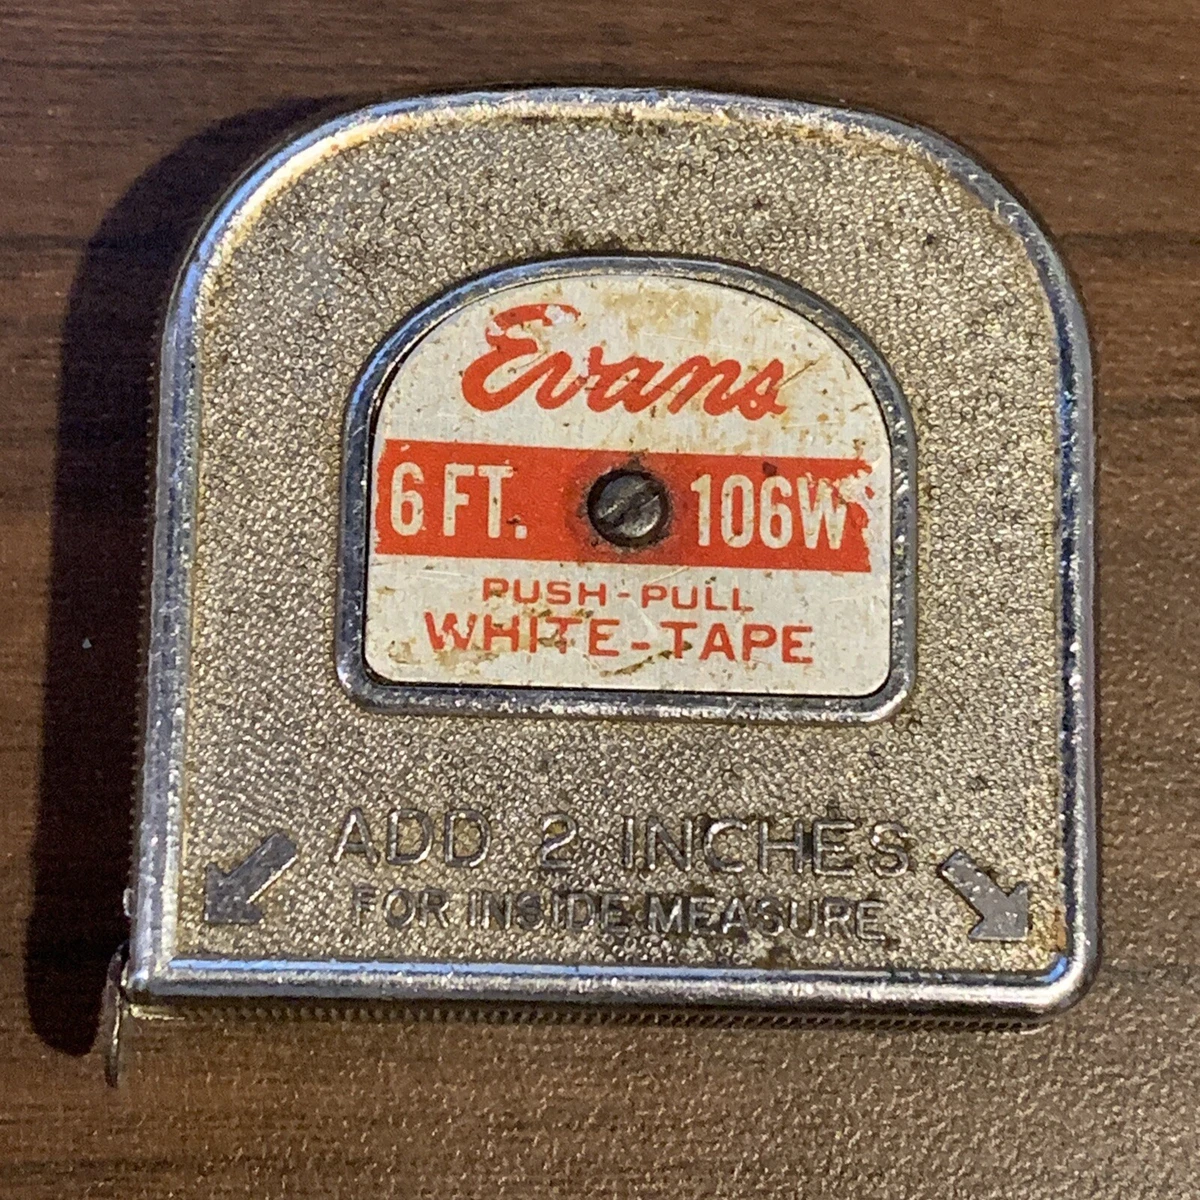 Evans
6 FT. 106W
PUSH-PULL
WHITE-TAPE
ADD 2 INCHES
FOR INSIDE MEASURE